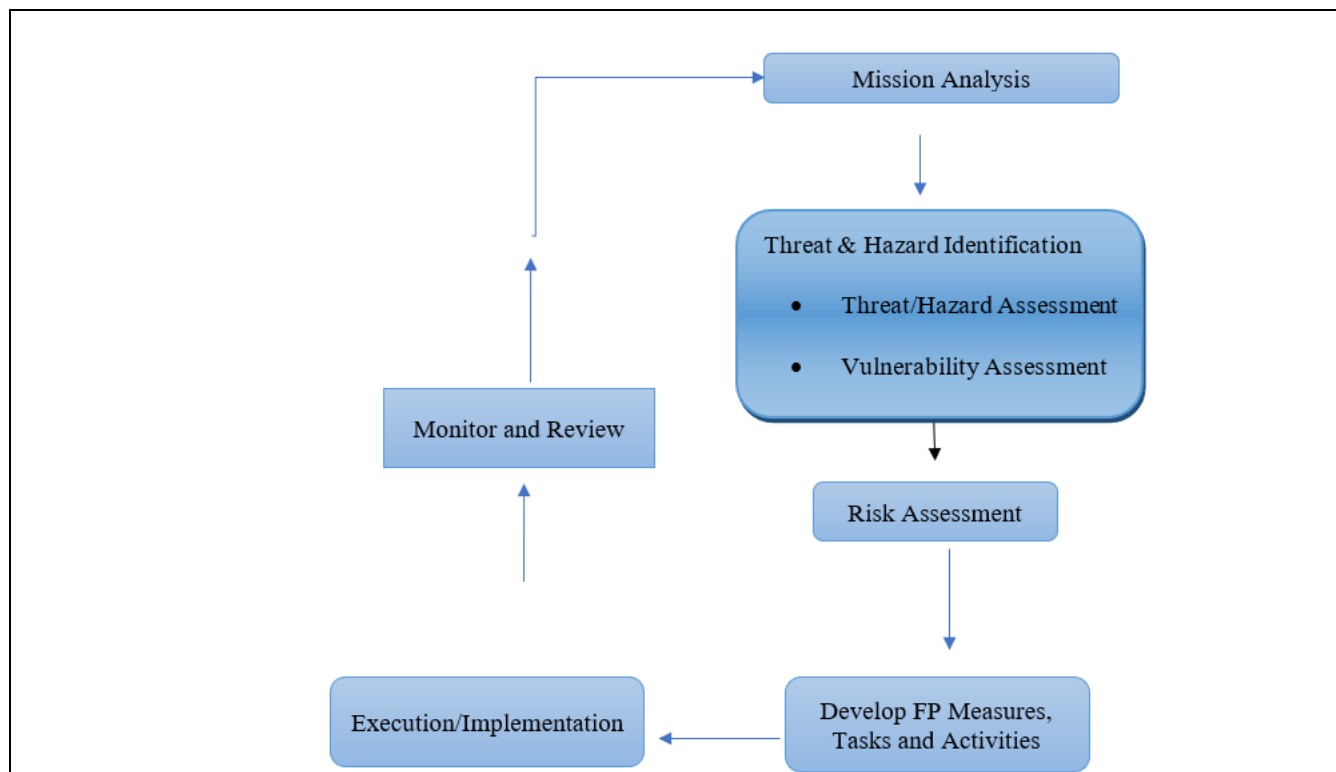 Mission Analysis
Threat & Hazard Identification
• Threat/Hazard Assessment
• Vulnerability Assessment
Monitor and Review
Risk Assessment
Execution/Implementation
Develop FP Measures,
Tasks and Activities